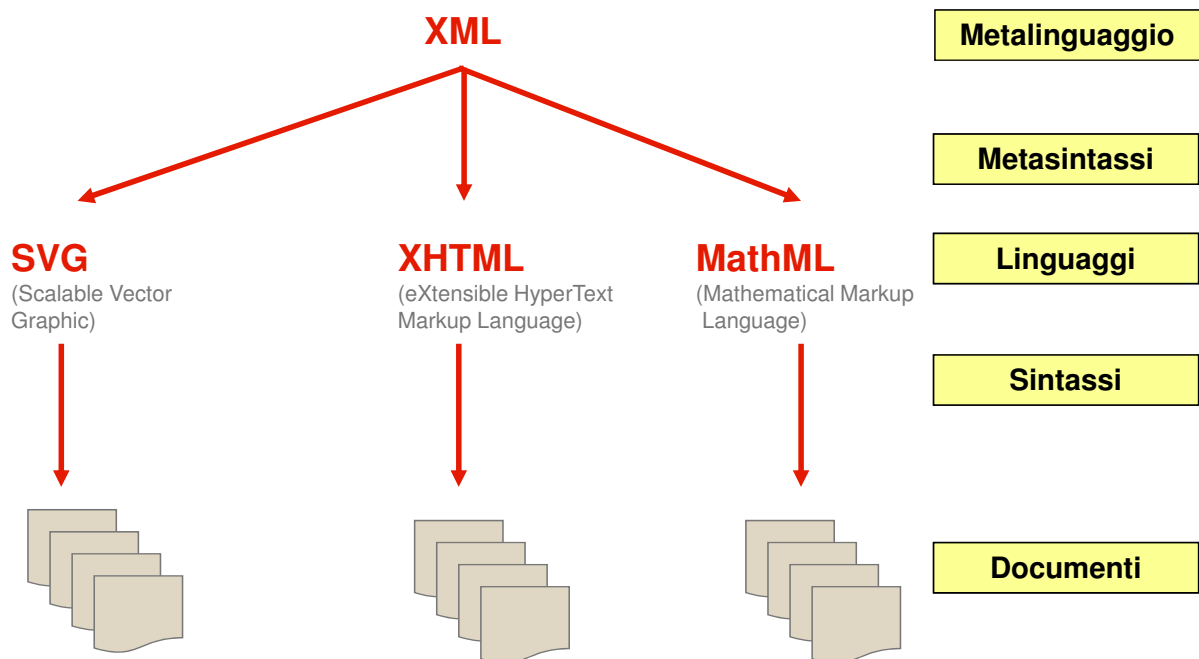 XML
Metalinguaggio
Metasintassi
SVG
(Scalable Vector
Graphic)
XHTML
(eXtensible HyperText
Markup Language)
MathML
(Mathematical Markup
Language)
Linguaggi
Sintassi
Documenti